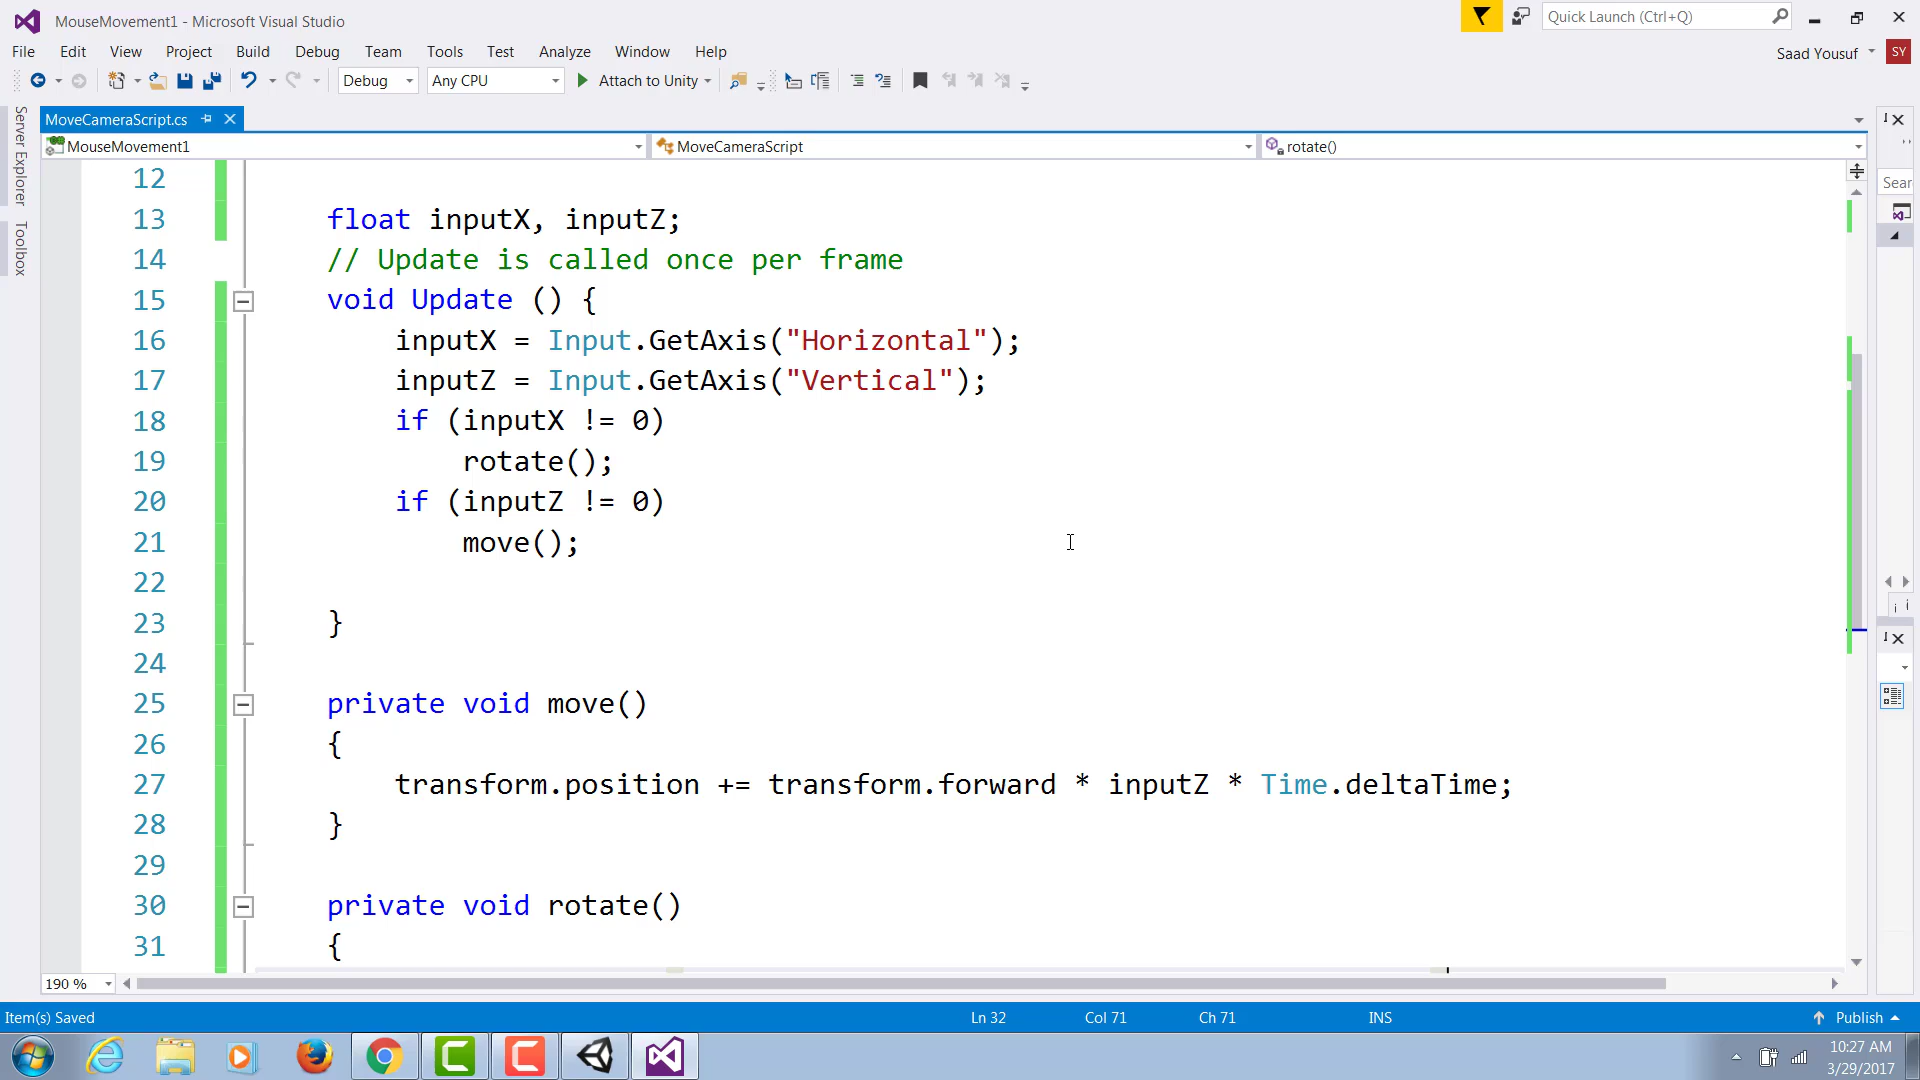 MouseMovement1 - Microsoft Visual Studio
Quick Launch (Ctrl+Q)
File Edit View Project Build Debug Team Tools Test Analyze Window Help
Saad Yousuf
SY
Debug
Any CPU
Attach to Unity
Server Explorer
Toolbox
MoveCameraScript.cs
MouseMovement1
MoveCameraScript
rotate()
Sear
12
13 float inputX, inputZ;
14 // Update is called once per frame
15 void Update () {
16 inputX = Input.GetAxis("Horizontal");
17 inputZ = Input.GetAxis("Vertical");
18 if (inputX != 0)
19 rotate();
20 if (inputZ != 0)
21 move();
22
23 }
24
25 private void move()
26 {
27 transform.position += transform.forward * inputZ * Time.deltaTime;
28 }
29
30 private void rotate()
31 {
190 %
Item(s) Saved
Ln 32
Col 71
Ch 71
INS
Publish
10:27 AM
3/29/2017